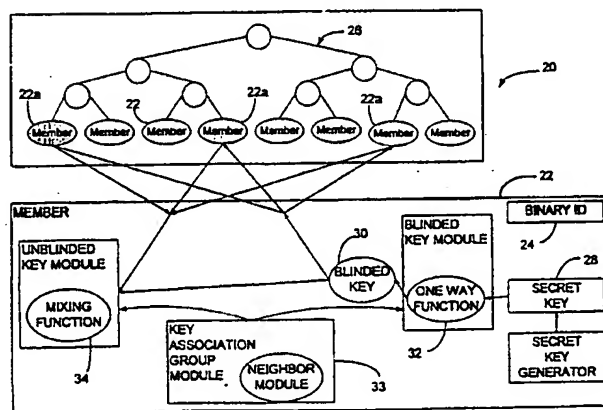 26
20
22a
22
22a
22a
Member
Member
Member
Member
Member
Member
Member
Member
22
MEMBER
BINARY ID
24
UNBLINDED
KEY MODULE
MIXING
FUNCTION
34
30
BLINDED
KEY
BLINDED
KEY MODULE
ONE WAY
FUNCTION
32
28
SECRET
KEY
SECRET
KEY
GENERATOR
KEY
ASSOCIATION
GROUP
MODULE
NEIGHBOR
MODULE
33